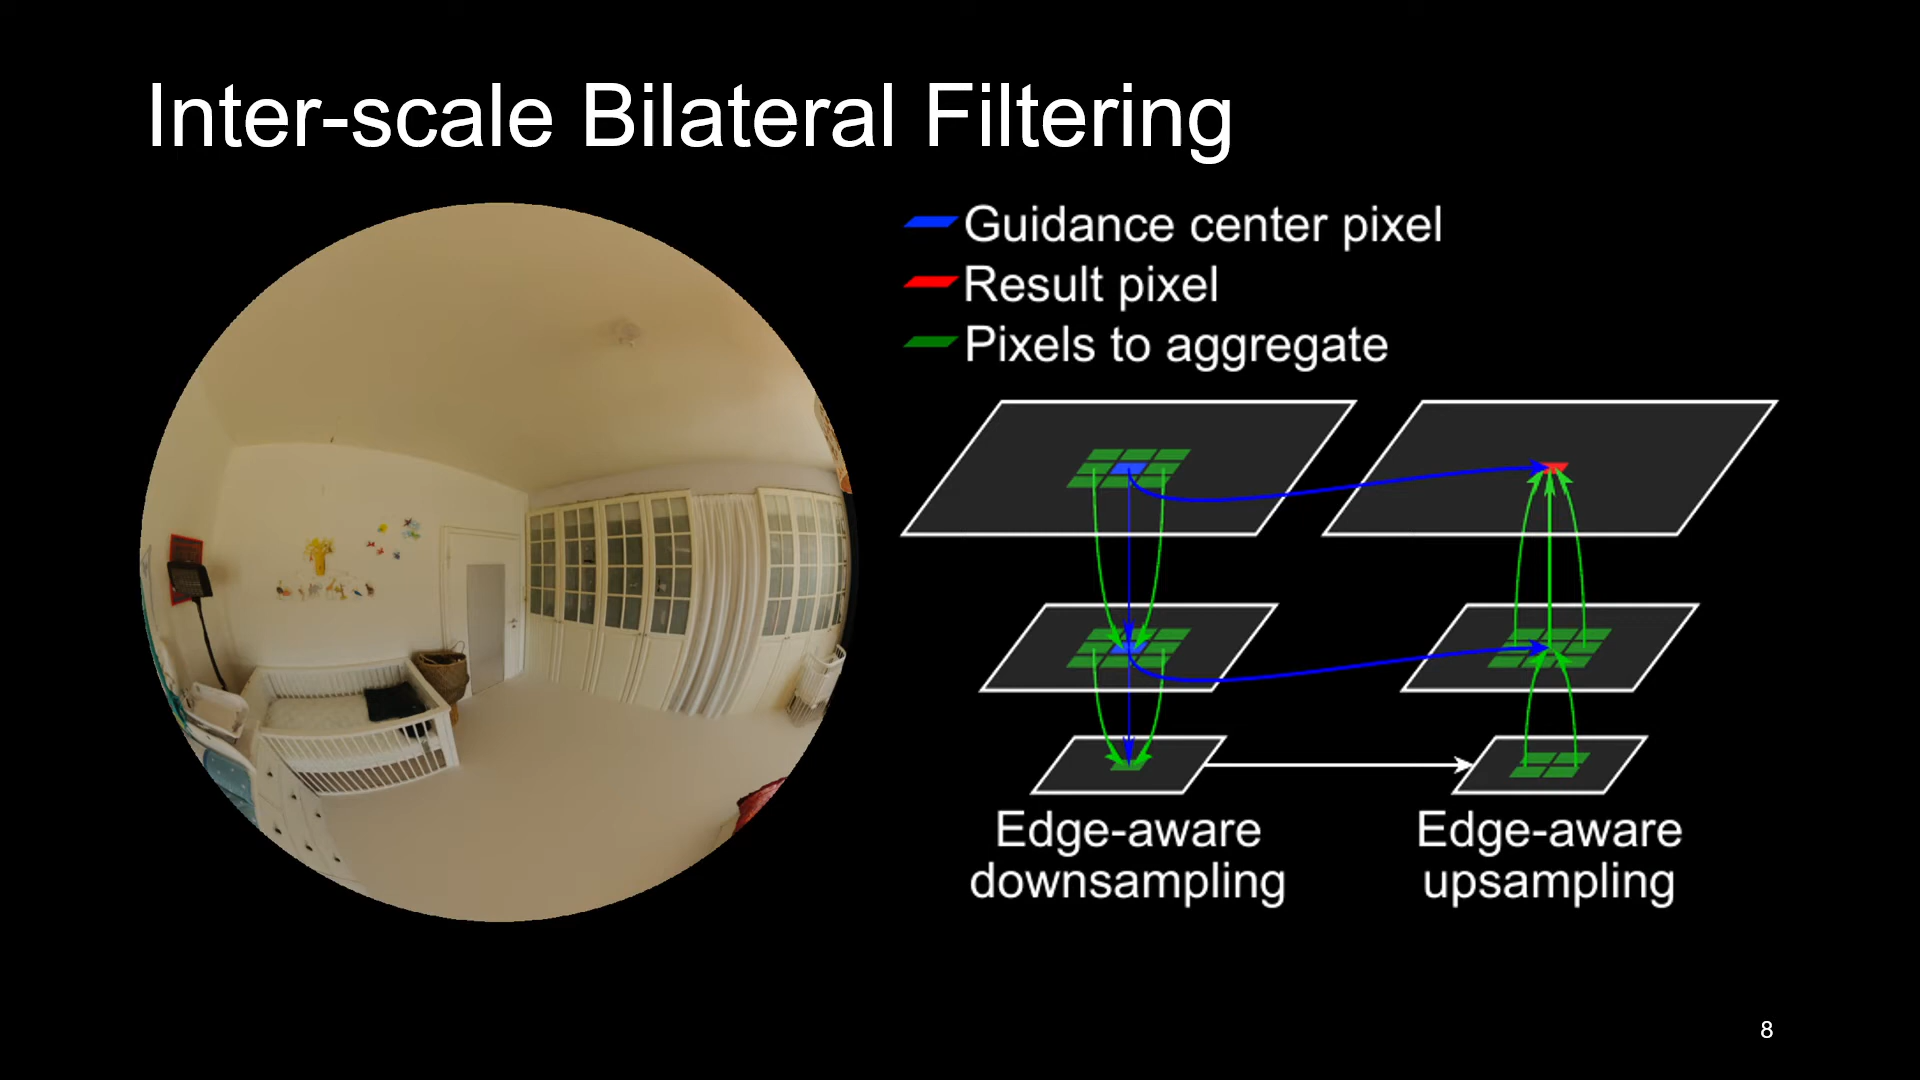 Inter-scale Bilateral Filtering
Guidance center pixel
Result pixel
Pixels to aggregate
Edge-aware
downsampling
Edge-aware
upsampling
8